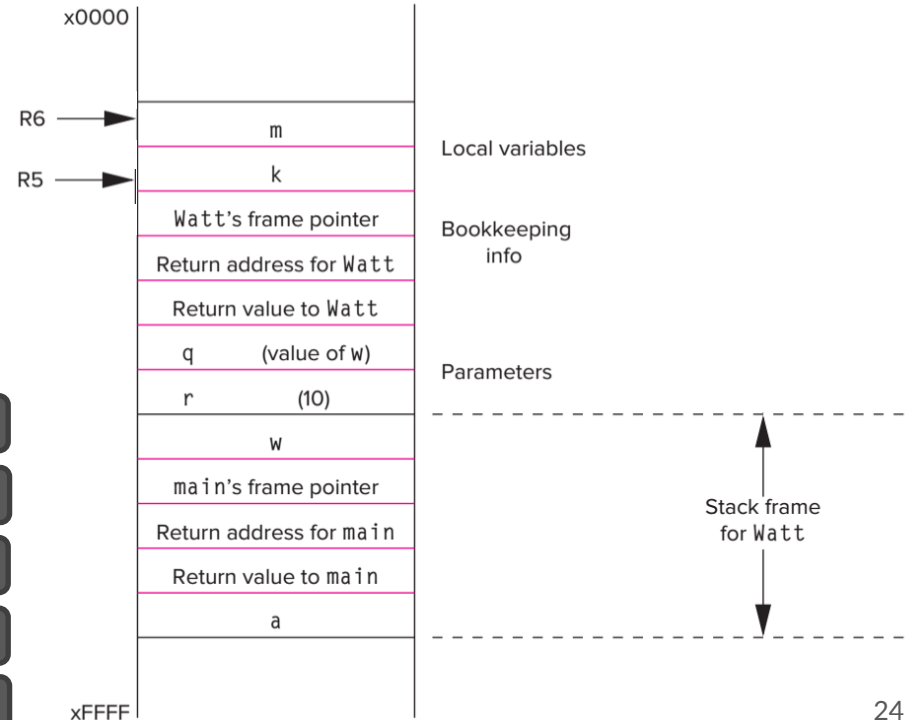 x0000
R6
m
Local variables
R5
k
Watt's frame pointer
Bookkeeping
info
Return address for Watt
Return value to Watt
q (value of w)
Parameters
r (10)
w
main's frame pointer
Stack frame
for Watt
Return address for main
Return value to main
a
xFFFF
24